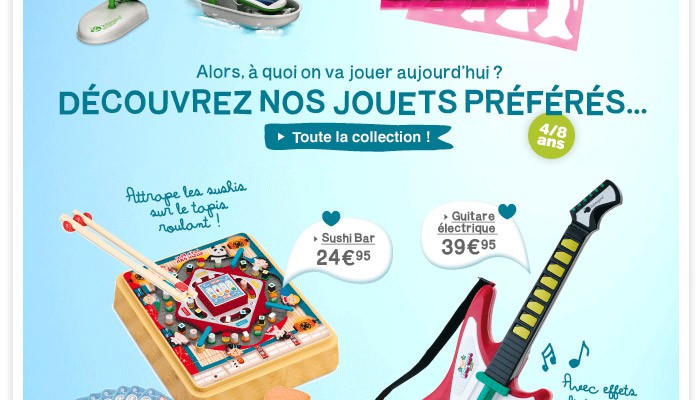 Alors, à quoi on va jouer aujourd'hui ?
DÉCOUVREZ NOS JOUETS PRÉFÉRÉS...
Toute la collection !
4/8
ans
Attrape les sushis
sur le tapis
roulant !
Sushi Bar
24€95
Guitare
électrique
39€95
Avec effets